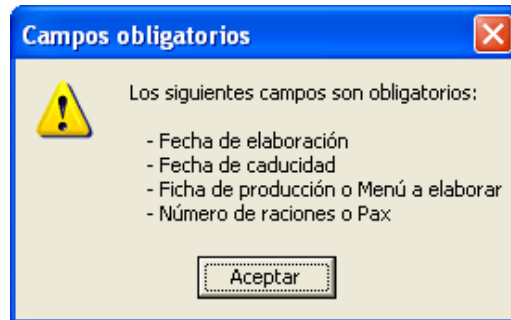 Campos obligatorios
Los siguientes campos son obligatorios:
- Fecha de elaboración
- Fecha de caducidad
- Ficha de producción o Menú a elaborar
- Número de raciones o Pax
Aceptar